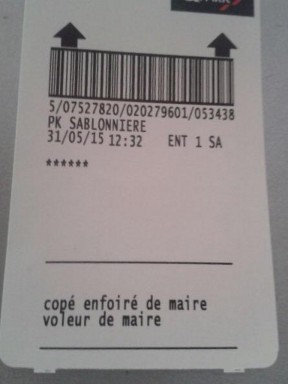 5/07527820/020279601/053438
PK SABLONNIERE
31/05/15 12:32 ENT 1 SA
******
copé enfoiré de maire
voleur de maire